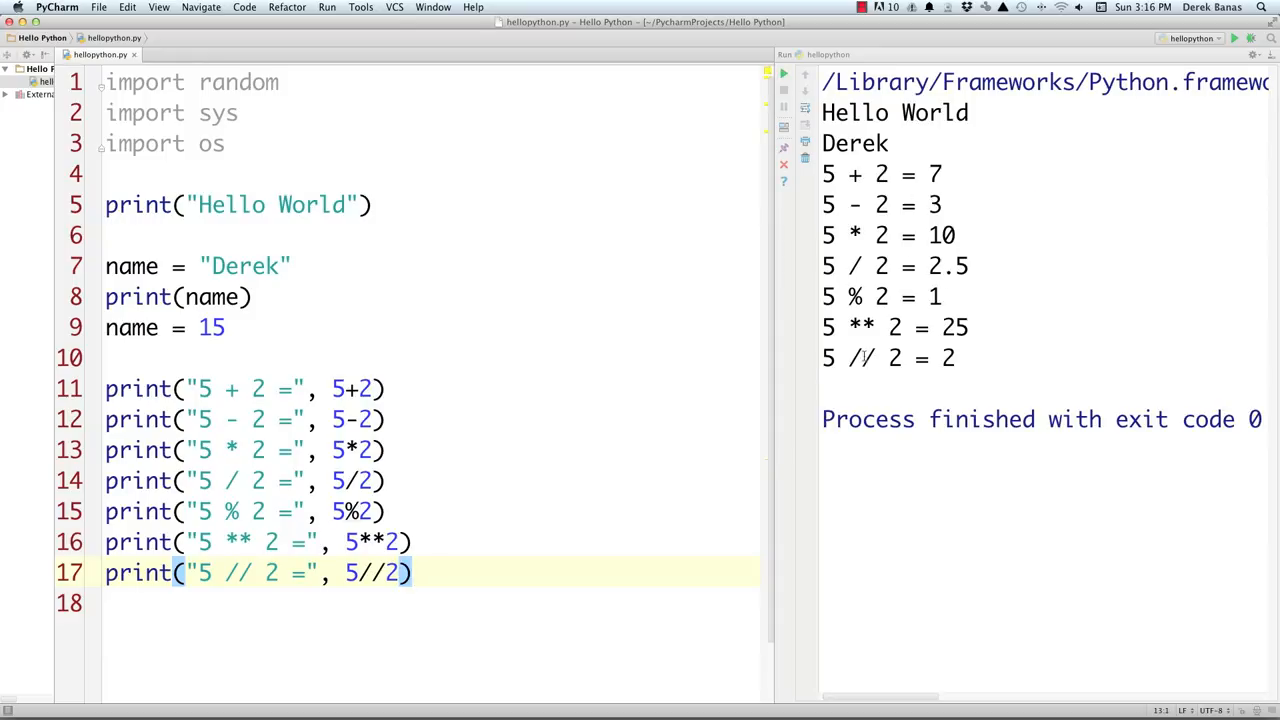 PyCharm File Edit View Navigate Code Refactor Run Tools VCS Window Help 10 Sun 3:16 PM Derek Banas
hellopython.py – Hello Python – [~/PycharmProjects/Hello Python]
Hello Python hellopython.py hellopython
hellopython.py Run hellopython
Hello P
hell
Extern
1 import random
2 import sys
3 import os
4
5 print("Hello World")
6
7 name = "Derek"
8 print(name)
9 name = 15
10
11 print("5 + 2 =", 5+2)
12 print("5 - 2 =", 5-2)
13 print("5 * 2 =", 5*2)
14 print("5 / 2 =", 5/2)
15 print("5 % 2 =", 5%2)
16 print("5 ** 2 =", 5**2)
17 print("5 // 2 =", 5//2)
18
/Library/Frameworks/Python.framewo
Hello World
Derek
5 + 2 = 7
5 - 2 = 3
5 * 2 = 10
5 / 2 = 2.5
5 % 2 = 1
5 ** 2 = 25
5 // 2 = 2
Process finished with exit code 0
13:1 LF UTF-8